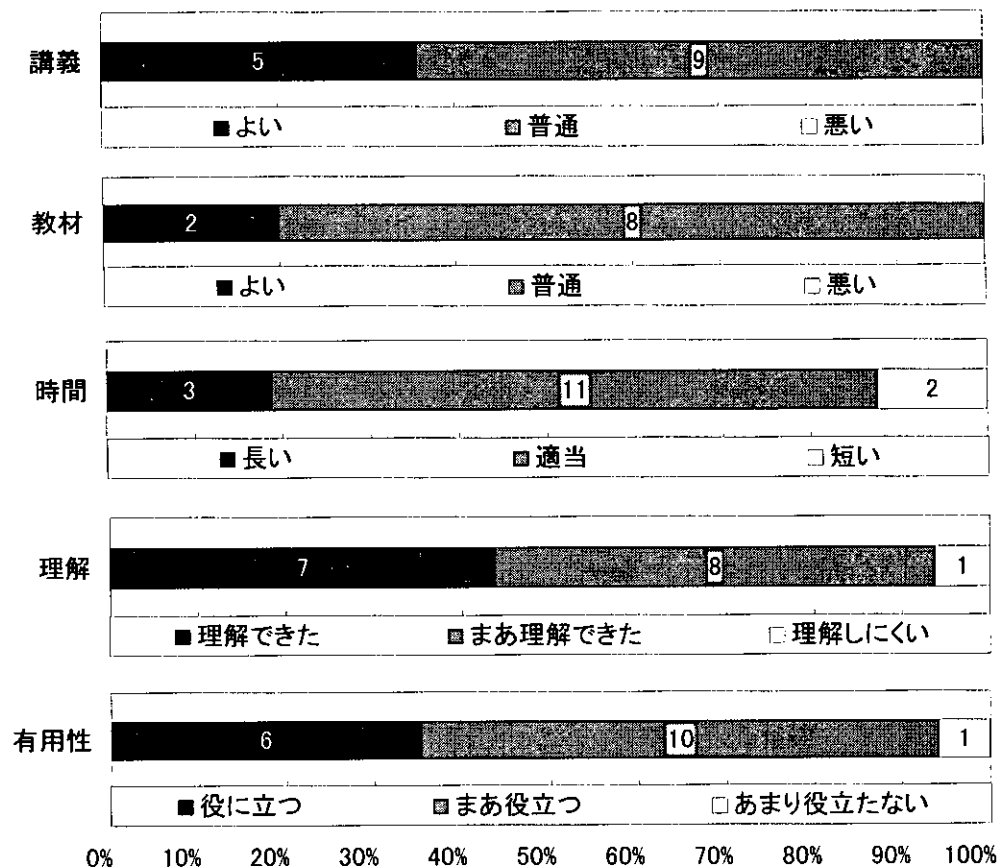 講義 5 9
■よい ■普通 □悪い
教材 2 8
■よい ■普通 □悪い
時間 3 11 2
■長い ■適当 □短い
理解 7 8 1
■理解できた ■まあ理解できた □理解しにくい
有用性 6 10 1
■役に立つ ■まあ役立つ □あまり役立たない
0% 10% 20% 30% 40% 50% 60% 70% 80% 90% 100%